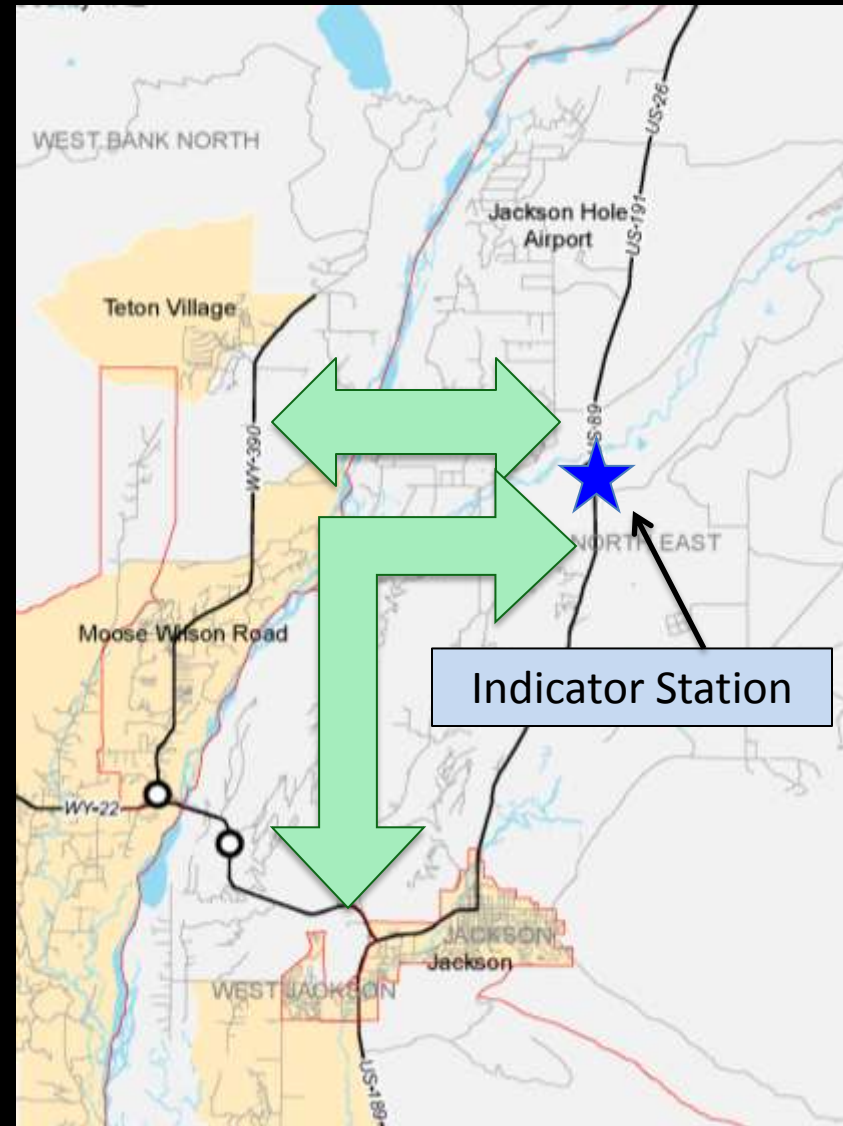 WEST BANK NORTH
US-26
Jackson Hole
Airport
US-191
Teton Village
WY-390
US-89
NORTH EAST
Moose Wilson Road
Indicator Station
WY-22
JACKSON
Jackson
WEST JACKSON
US-189